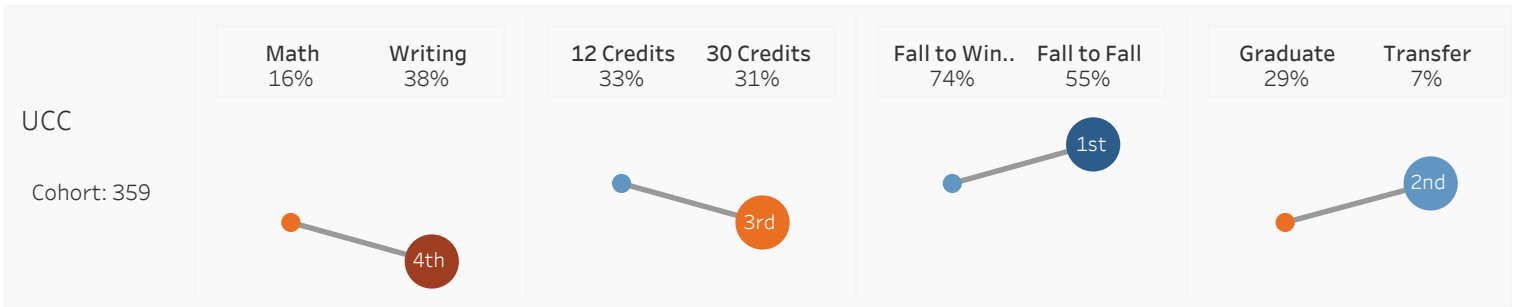 Math Writing
16% 38%
12 Credits 30 Credits
33% 31%
Fall to Win.. Fall to Fall
74% 55%
Graduate Transfer
29% 7%
UCC
Cohort: 359
4th
3rd
1st
2nd